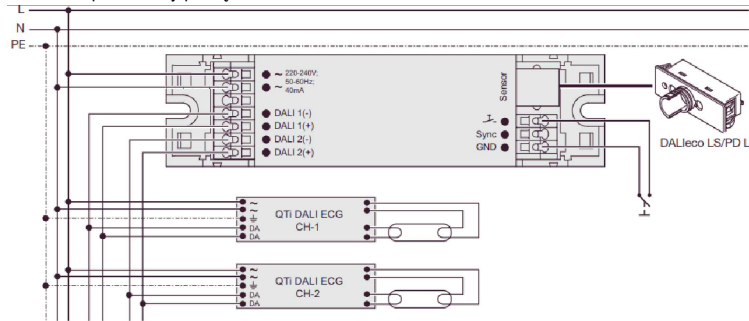 L
N
PE
~ 220-240V;
~ 50-60Hz;
40mA
DALI 1(-)
DALI 1(+)
DALI 2(-)
DALI 2(+)
Sensor
Sync
GND
DALIeco LS/PD L
~
~
DA
DA
QTi DALI ECG
CH-1
~
~
DA
DA
QTi DALI ECG
CH-2